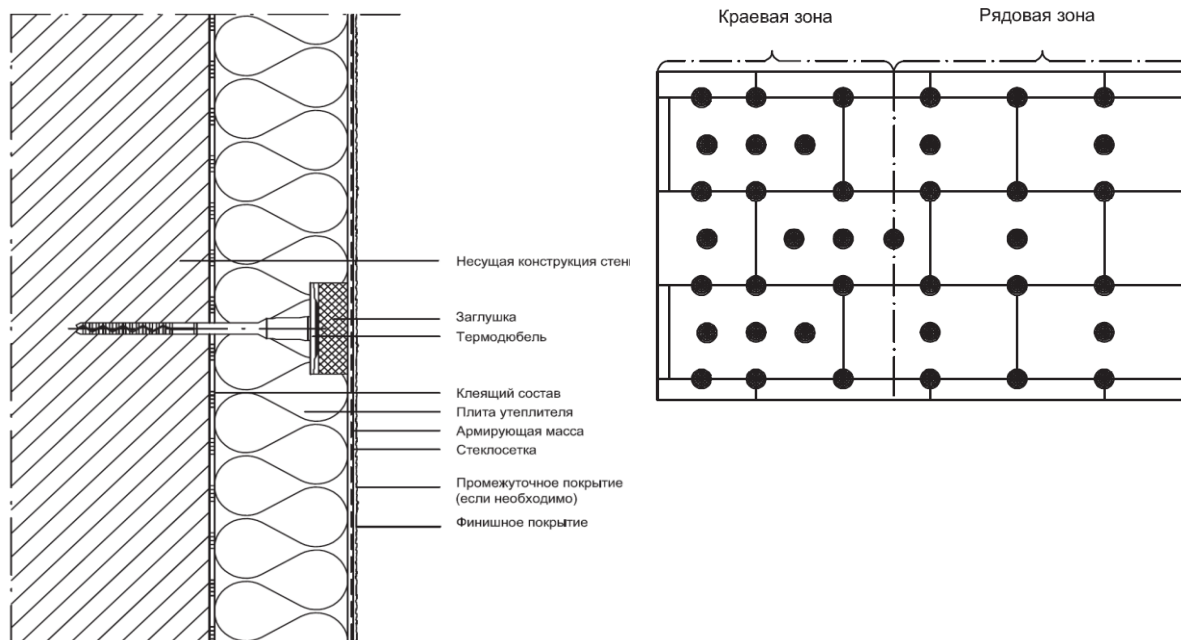 Краевая зона
Рядовая зона
Несущая конструкция стен
Заглушка
Термодюбель
Клеящий состав
Плита утеплителя
Армирующая масса
Стеклосетка
Промежуточное покрытие
(если необходимо)
Финишное покрытие